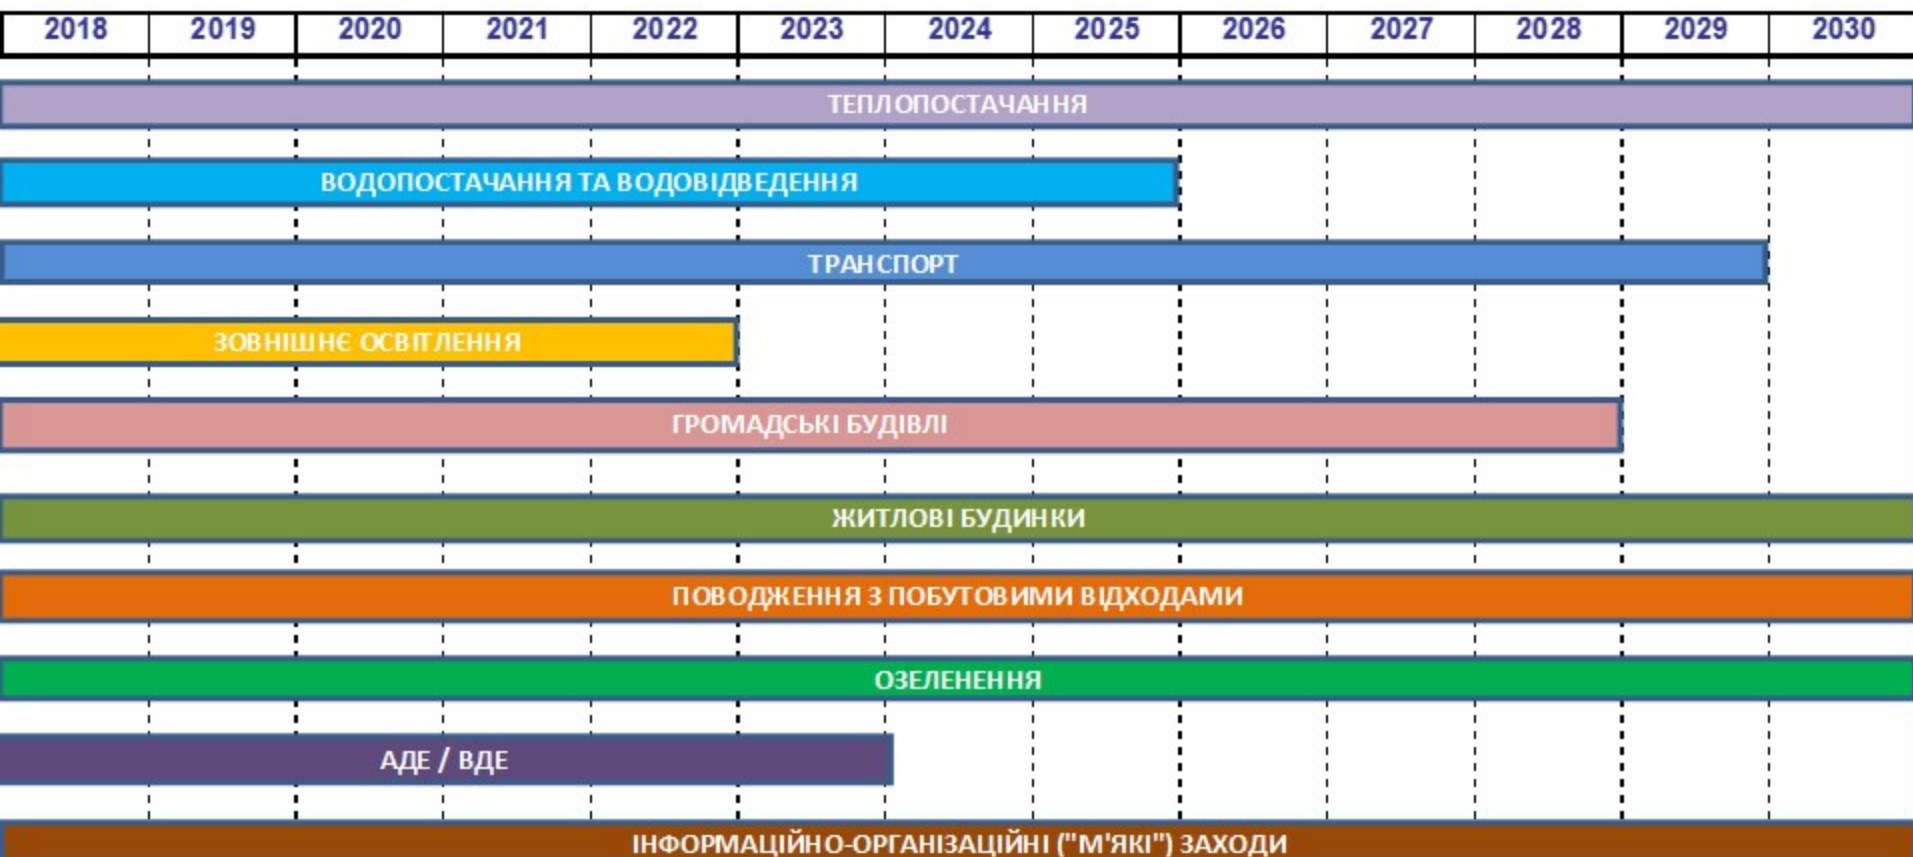 2018 2019 2020 2021 2022 2023 2024 2025 2026 2027 2028 2029 2030
ТЕПЛОПОСТАЧАННЯ
ВОДОПОСТАЧАННЯ ТА ВОДОВІДВЕДЕННЯ
ТРАНСПОРТ
ЗОВНІШНЄ ОСВІТЛЕННЯ
ГРОМАДСЬКІ БУДІВЛІ
ЖИТЛОВІ БУДИНКИ
ПОВОДЖЕННЯ З ПОБУТОВИМИ ВІДХОДАМИ
ОЗЕЛЕНЕННЯ
АДЕ / ВДЕ
ІНФОРМАЦІЙНО-ОРГАНІЗАЦІЙНІ ("М'ЯКІ") ЗАХОДИ